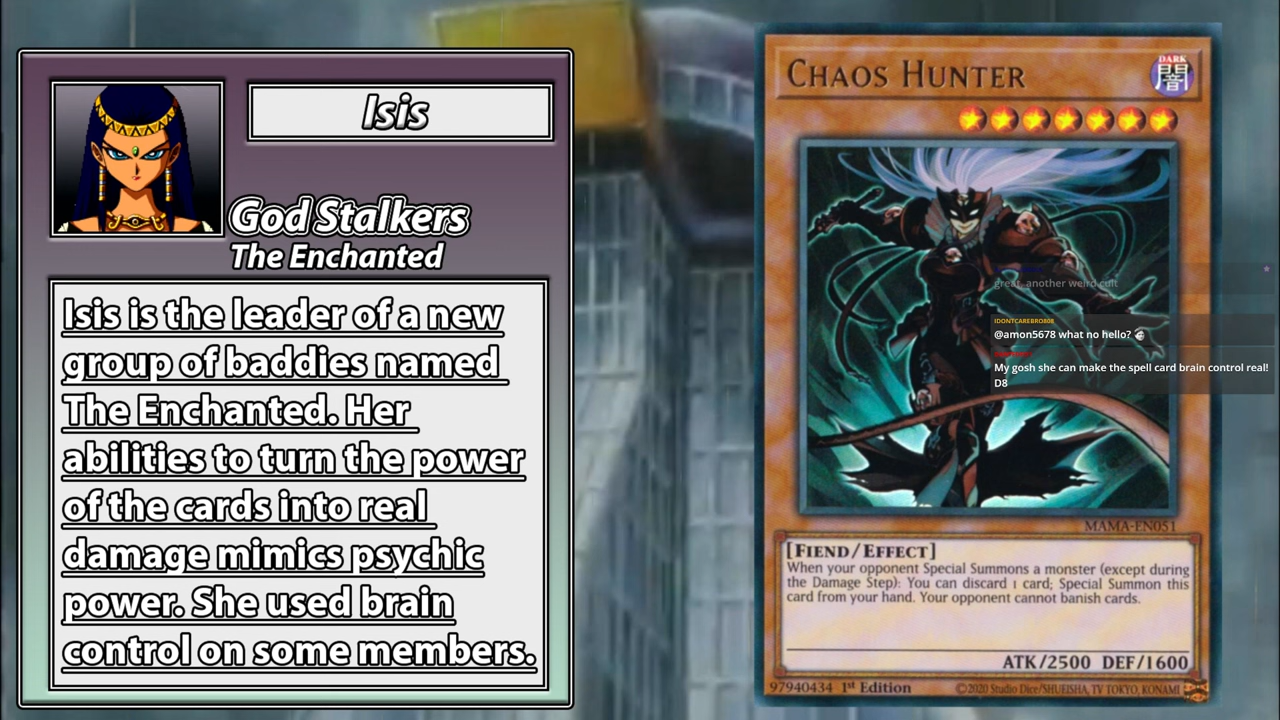 Isis
God Stalkers
The Enchanted
Isis is the leader of a new
group of baddies named
The Enchanted. Her
abilities to turn the power
of the cards into real
damage mimics psychic
power. She used brain
control on some members.
CHAOS HUNTER
DARK
闇
great, another weird cult
IDONTCAREBRO808
@amon5678 what no hello?
My gosh she can make the spell card brain control real!
D8
MAMA-EN051
[FIEND/EFFECT]
When your opponent Special Summons a monster (except during
the Damage Step): You can discard 1 card; Special Summon this
card from your hand. Your opponent cannot banish cards.
ATK/2500 DEF/1600
97940434 1st Edition ©2020 Studio Dice/SHUEISHA, TV TOKYO, KONAMI